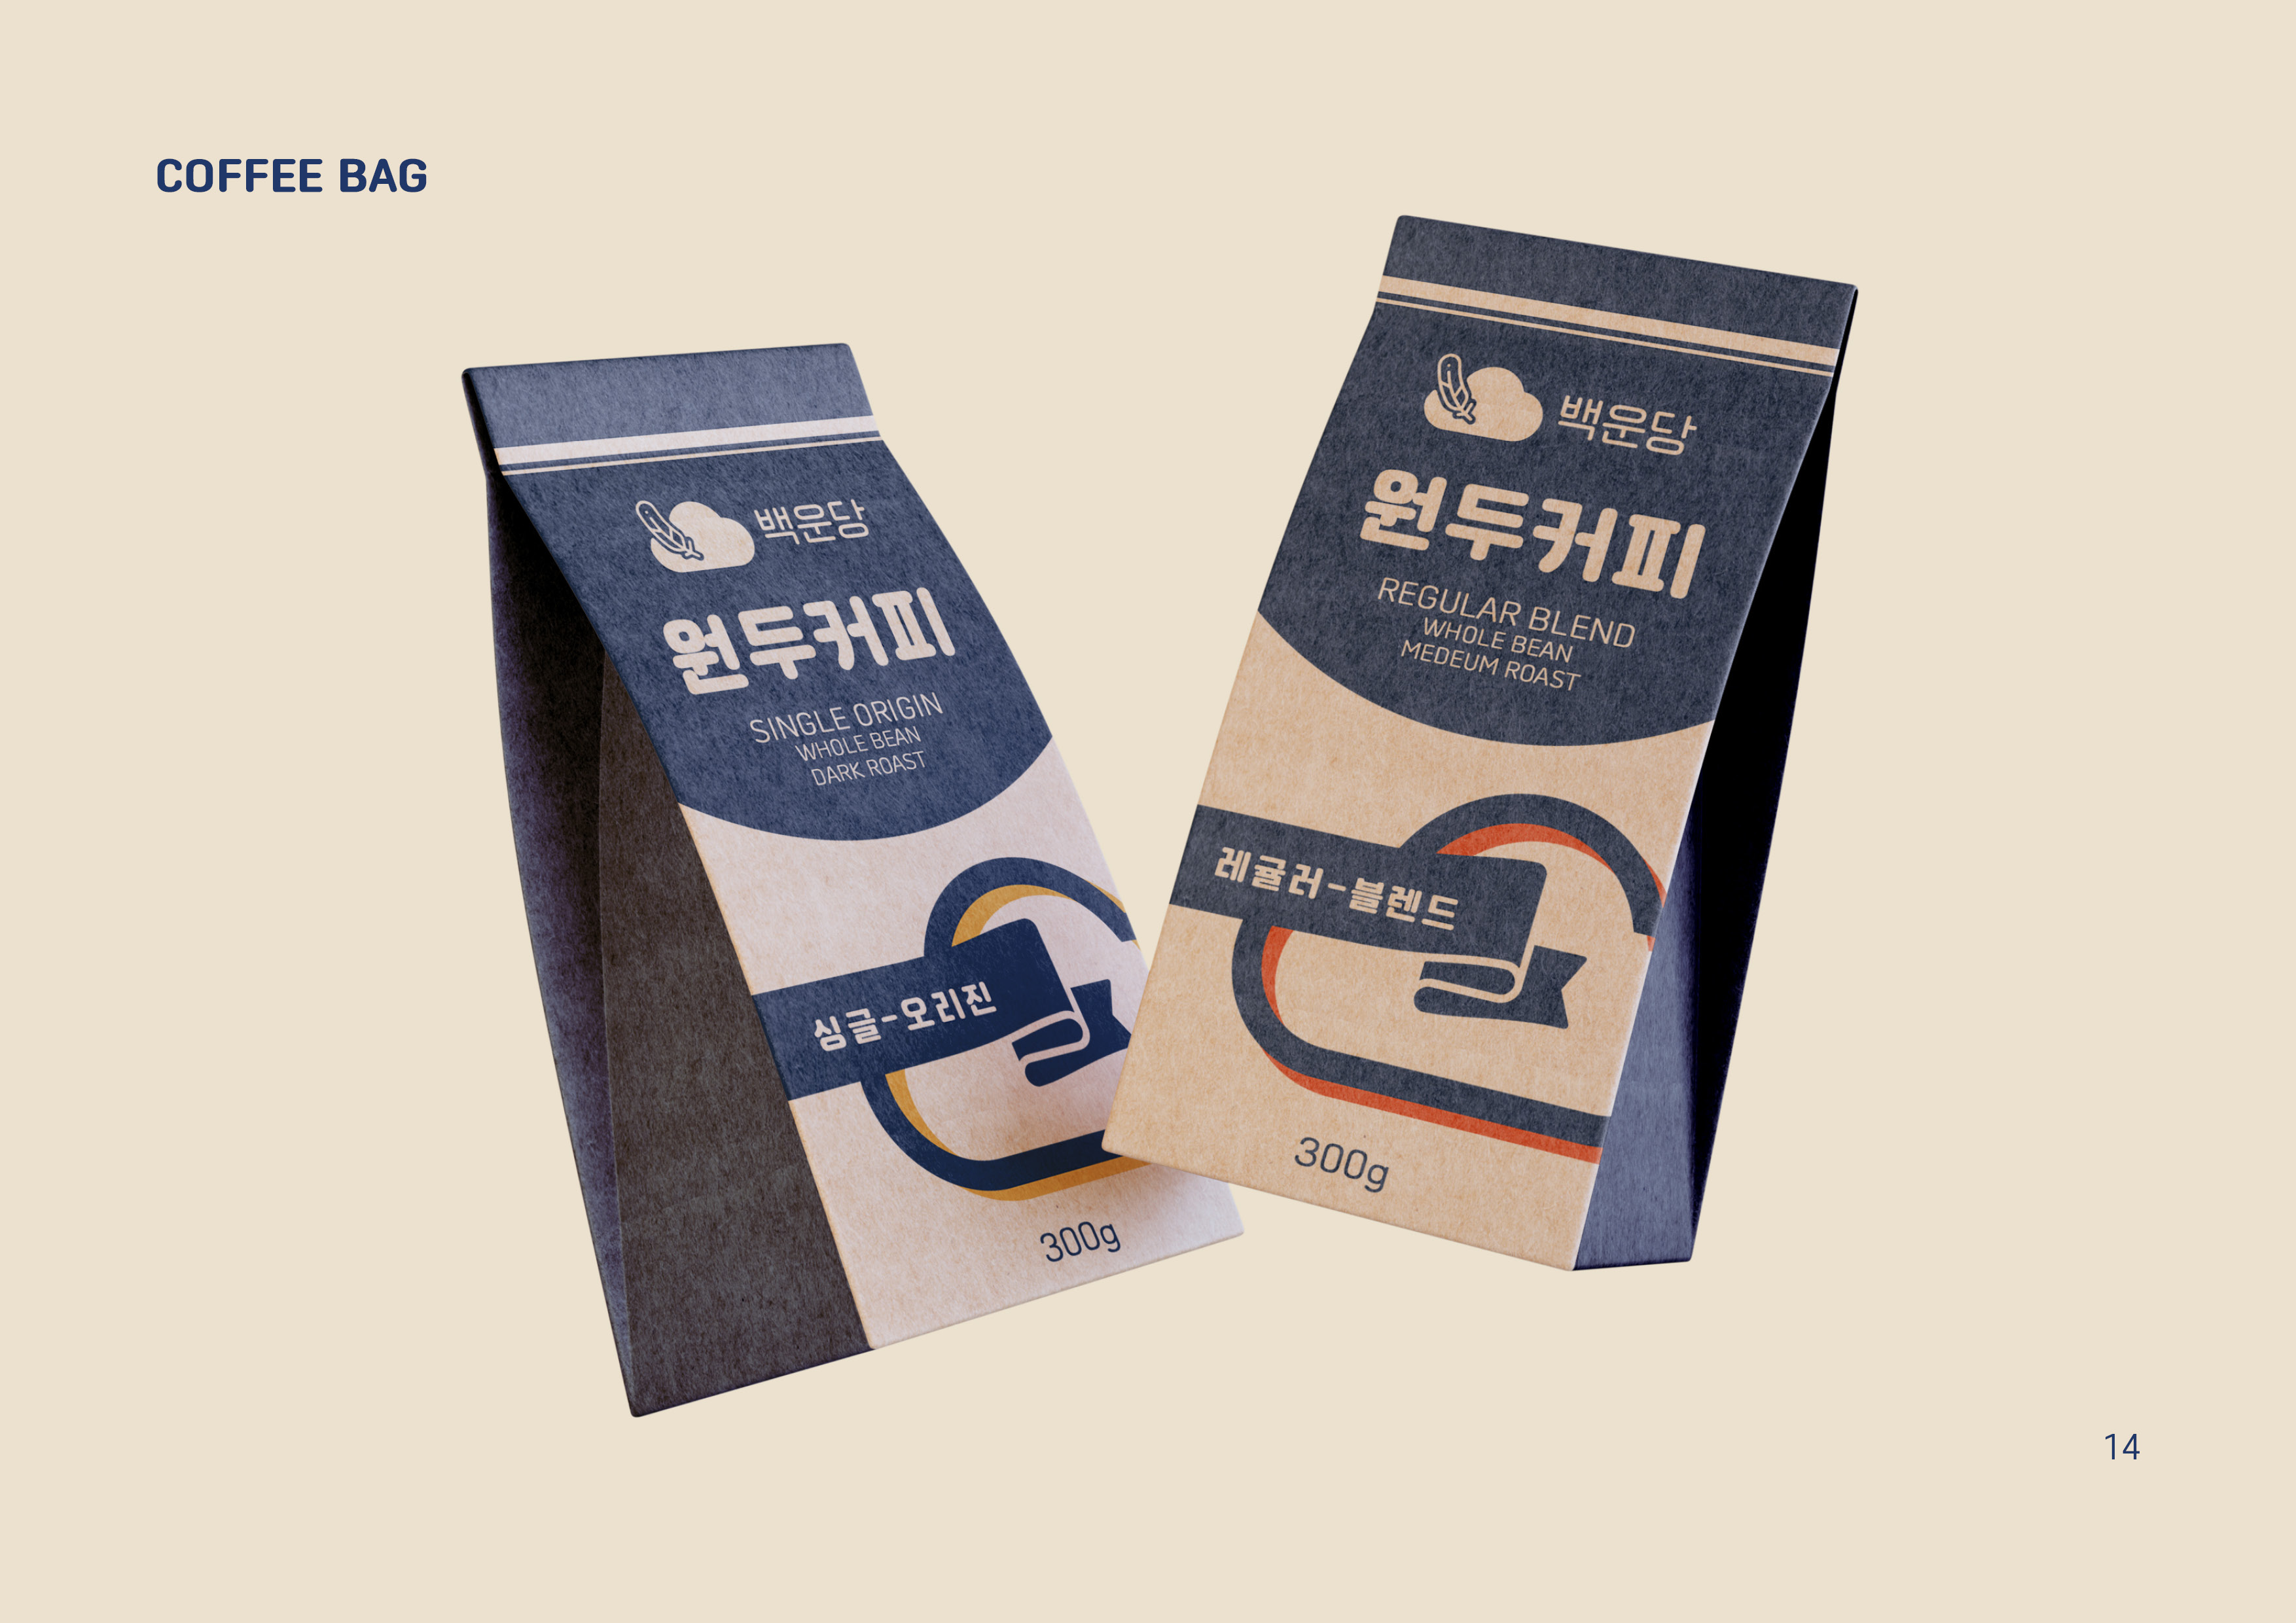 COFFEE BAG
백운당
원두커피
SINGLE ORIGIN
WHOLE BEAN
DARK ROAST
싱글-오리진
300g
백운당
원두커피
REGULAR BLEND
WHOLE BEAN
MEDEUM ROAST
레귤러-블렌드
300g
14